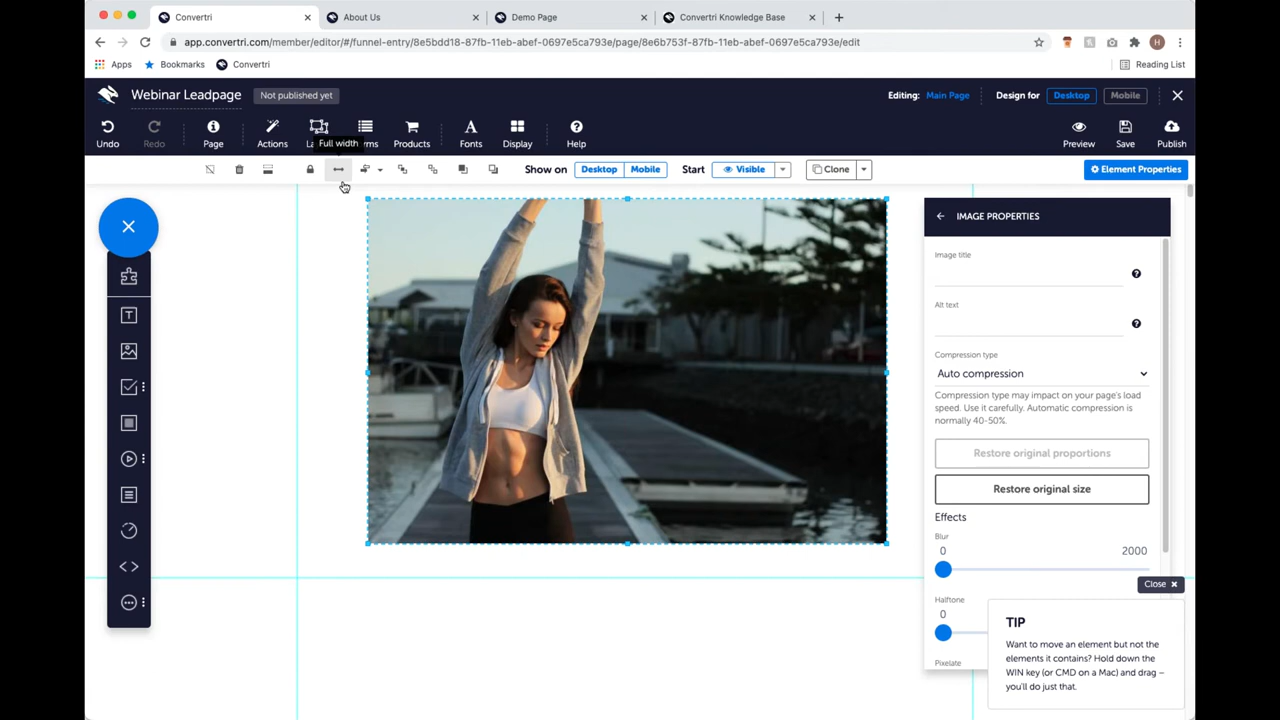 Convertri
About Us
Demo Page
Convertri Knowledge Base
app.convertri.com/member/editor/#/funnel-entry/8e5bdd18-87fb-11eb-abef-0697e5ca793e/page/8e6b753f-87fb-11eb-abef-0697e5ca793e/edit
H
Apps
Bookmarks
Convertri
Reading List
Webinar Leadpage
Not published yet
Editing: Main Page
Design for
Desktop
Mobile
Undo
Redo
Page
Actions
Full width
Products
Fonts
Display
Help
Preview
Save
Publish
Show on
Desktop
Mobile
Start
Visible
Clone
Element Properties
IMAGE PROPERTIES
Image title
Alt text
Compression type
Auto compression
Compression type may impact on your page's load
speed. Use it carefully. Automatic compression is
normally 40-50%.
Restore original proportions
Restore original size
Effects
Blur
0 2000
Close
Halftone
0
Pixelate
TIP
Want to move an element but not the
elements it contains? Hold down the
WIN key (or CMD on a Mac) and drag –
you'll do just that.